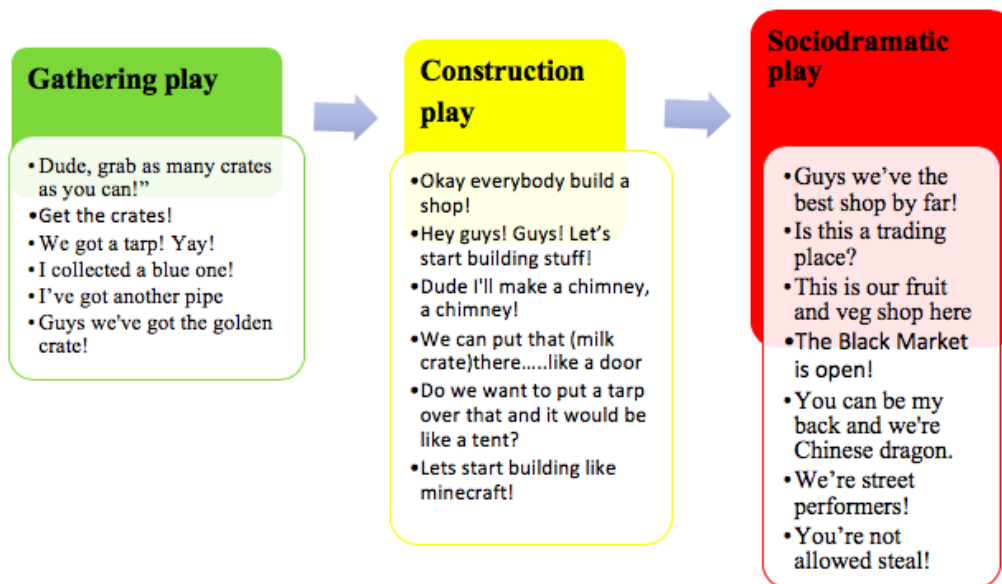 Gathering play
• Dude, grab as many crates
as you can!”
•Get the crates!
• We got a tarp! Yay!
• I collected a blue one!
• I’ve got another pipe
• Guys we've got the golden
crate!
Construction
play
•Okay everybody build a
shop!
•Hey guys! Guys! Let’s
start building stuff!
•Dude I'll make a chimney,
a chimney!
•We can put that (milk
crate)there…..like a door
•Do we want to put a tarp
over that and it would be
like a tent?
•Lets start building like
minecraft!
Sociodramatic
play
•Guys we’ve the
best shop by far!
•Is this a trading
place?
•This is our fruit
and veg shop here
•The Black Market
is open!
•You can be my
back and we're
Chinese dragon.
•We’re street
performers!
•You’re not
allowed steal!